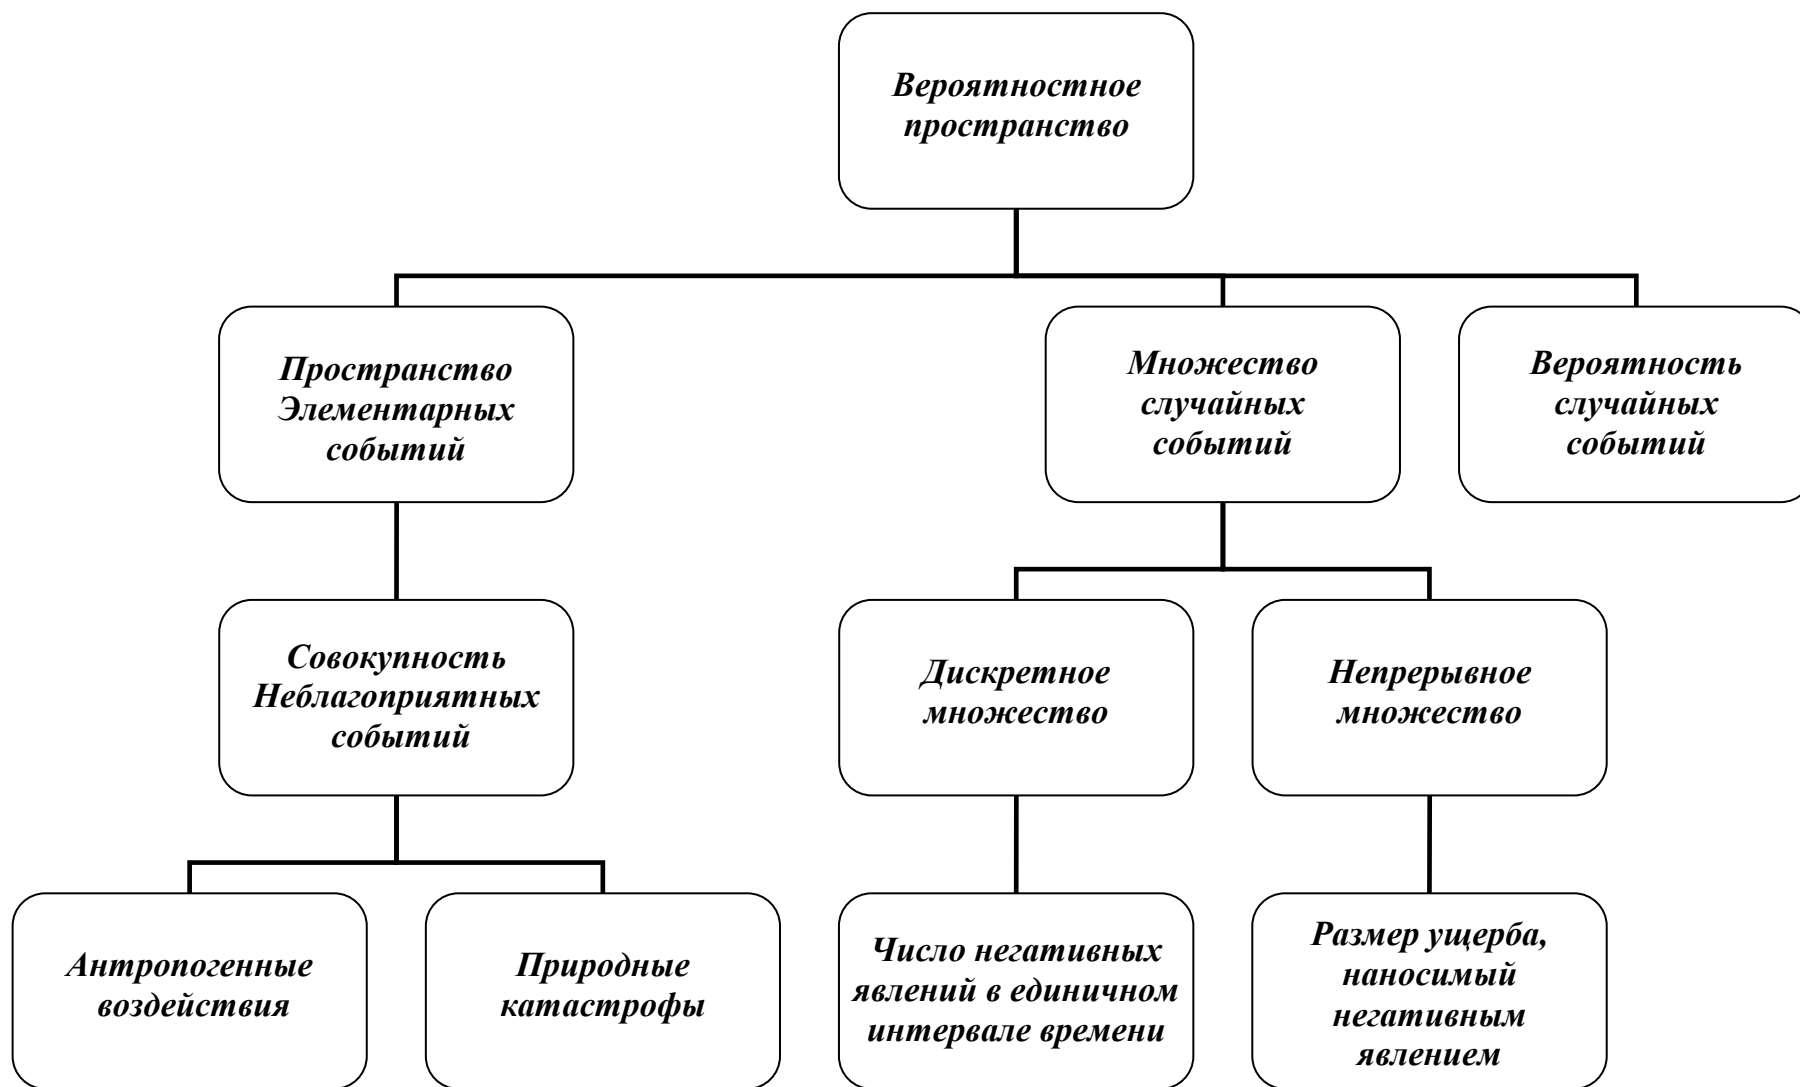 Вероятностное
пространство
Пространство
Элементарных
событий
Множество
случайных
событий
Вероятность
случайных
событий
Совокупность
Неблагоприятных
событий
Дискретное
множество
Непрерывное
множество
Антропогенные
воздействия
Природные
катастрофы
Число негативных
явлений в единичном
интервале времени
Размер ущерба,
наносимый
негативным
явлением